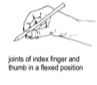 joints of index finger and
thumb in a flexed position